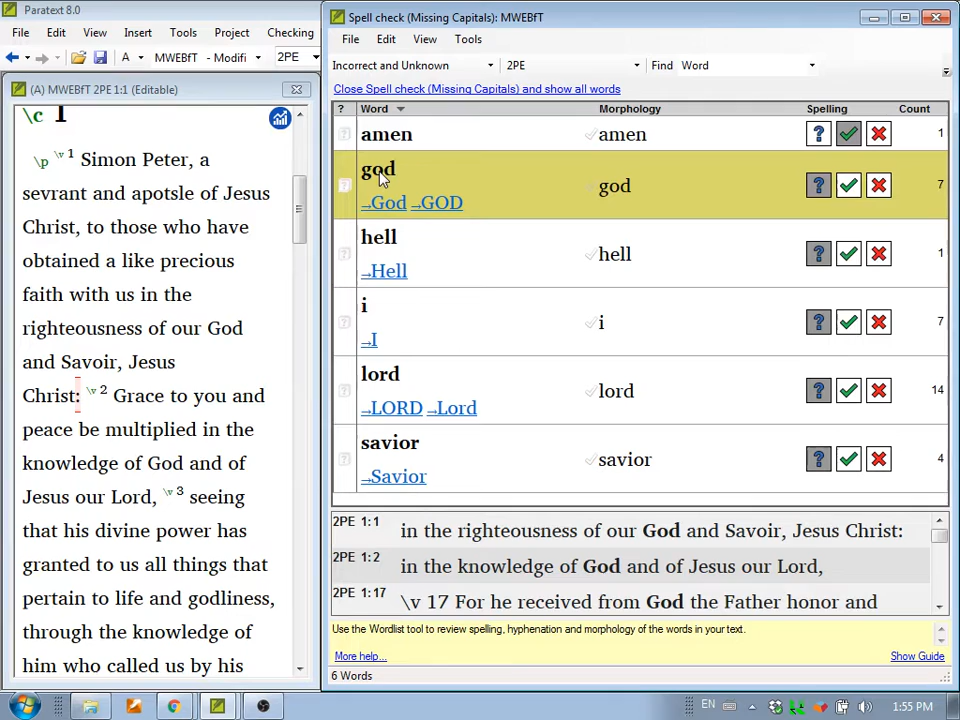 Paratext 8.0
File Edit View Insert Tools Project Checking
A MWEBfT - Modifi 2PE
(A) MWEBfT 2PE 1:1 (Editable)
\c 1
\p \v 1 Simon Peter, a
sevrant and apotsle of Jesus
Christ, to those who have
obtained a like precious
faith with us in the
righteousness of our God
and Savoir, Jesus
Christ: \v 2 Grace to you and
peace be multiplied in the
knowledge of God and of
Jesus our Lord, \v 3 seeing
that his divine power has
granted to us all things that
pertain to life and godliness,
through the knowledge of
him who called us by his
Spell check (Missing Capitals): MWEBfT
File Edit View Tools
Incorrect and Unknown 2PE Find Word
Close Spell check (Missing Capitals) and show all words
? Word Morphology Spelling Count
amen amen ? 1
god god ? 7
→God →GOD
hell hell ? 1
→Hell
i i ? 7
→I
lord lord ? 14
→LORD →Lord
savior savior ? 4
→Savior
2PE 1:1 in the righteousness of our God and Savoir, Jesus Christ:
2PE 1:2 in the knowledge of God and of Jesus our Lord,
2PE 1:17 \v 17 For he received from God the Father honor and
Use the Wordlist tool to review spelling, hyphenation and morphology of the words in your text.
More help... Show Guide
6 Words
EN 1:55 PM